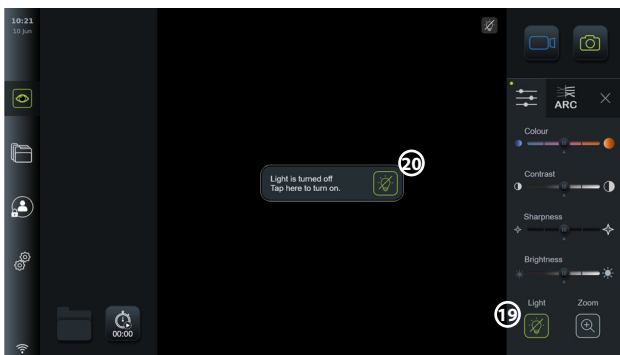 10:21
10 Jun
ARC
Colour
20
Light is turned off
Tap here to turn on.
Contrast
Sharpness
Brightness
19
Light
Zoom
00:00